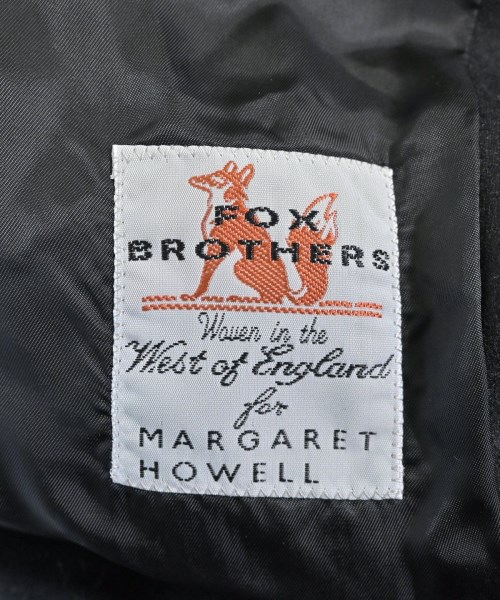 FOX
BROTHERS
Woven in the
West of England
for
MARGARET
HOWELL